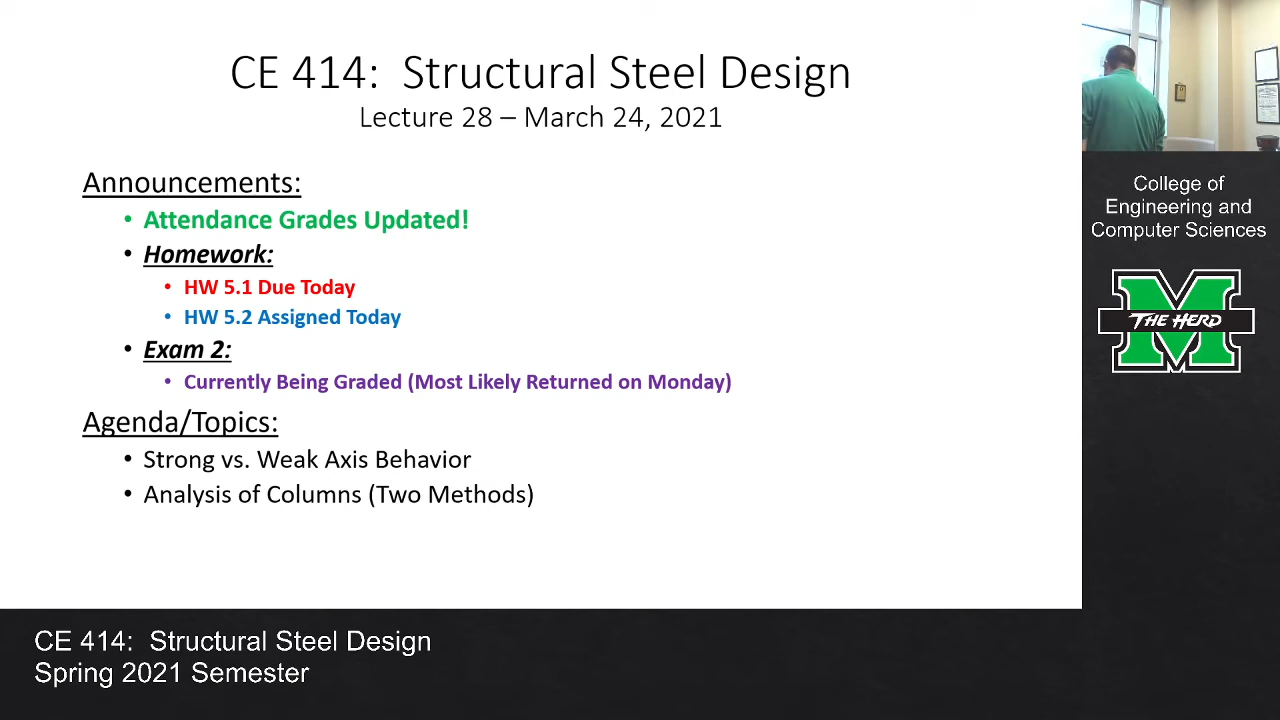 CE 414: Structural Steel Design
Lecture 28 – March 24, 2021
Announcements:
• Attendance Grades Updated!
• Homework:
• HW 5.1 Due Today
• HW 5.2 Assigned Today
• Exam 2:
• Currently Being Graded (Most Likely Returned on Monday)
Agenda/Topics:
• Strong vs. Weak Axis Behavior
• Analysis of Columns (Two Methods)
College of
Engineering and
Computer Sciences
M
THE HERD
CE 414: Structural Steel Design
Spring 2021 Semester